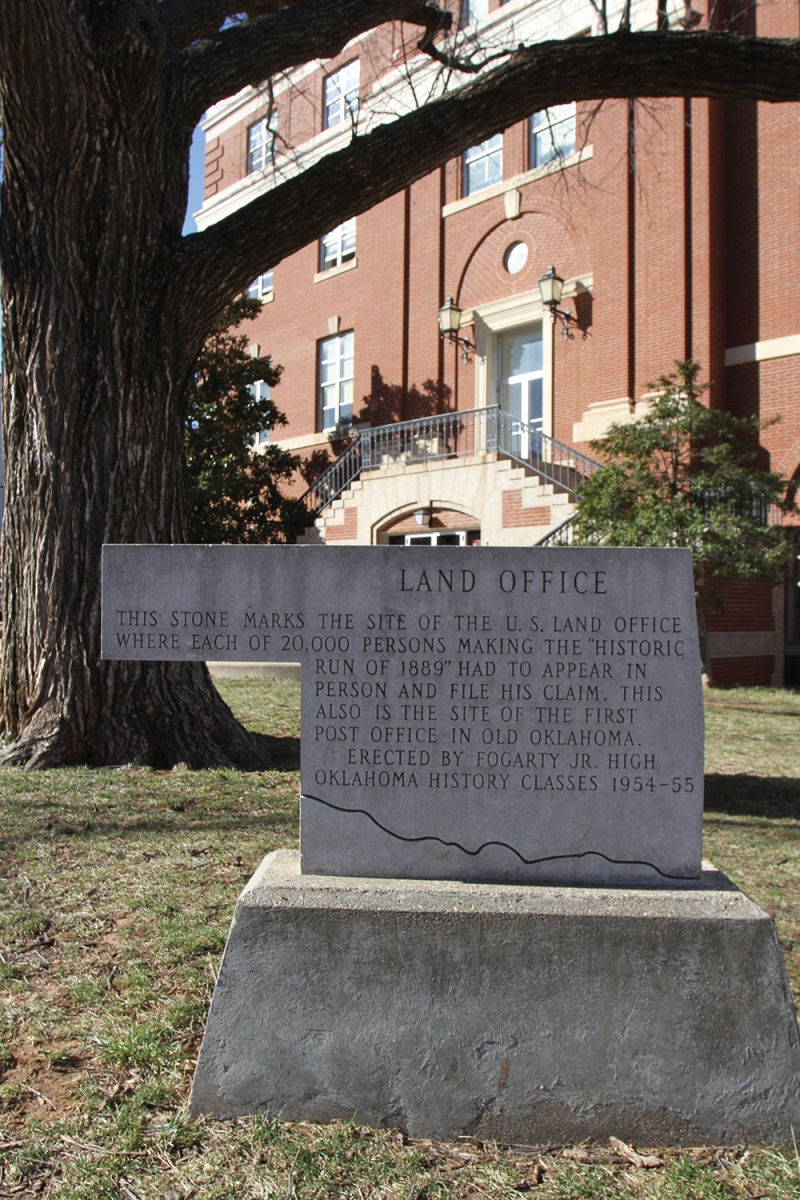 LAND OFFICE
THIS STONE MARKS THE SITE OF THE U.S. LAND OFFICE
WHERE EACH OF 20,000 PERSONS MAKING THE "HISTORIC
RUN OF 1889" HAD TO APPEAR IN
PERSON AND FILE HIS CLAIM. THIS
ALSO IS THE SITE OF THE FIRST
POST OFFICE IN OLD OKLAHOMA.
ERECTED BY FOGARTY JR. HIGH
OKLAHOMA HISTORY CLASSES 1954-55